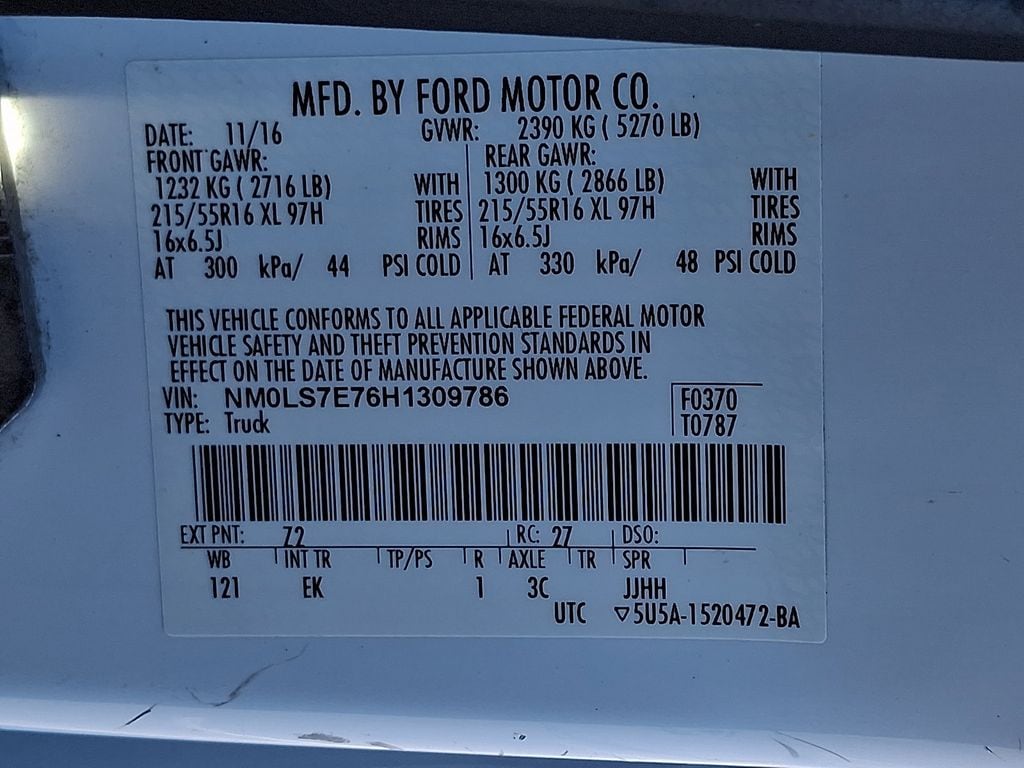 MFD. BY FORD MOTOR CO.
DATE: 11/16 GVWR: 2390 KG ( 5270 LB)
FRONT GAWR: REAR GAWR:
1232 KG ( 2716 LB) WITH 1300 KG ( 2866 LB) WITH
215/55R16 XL 97H TIRES 215/55R16 XL 97H TIRES
16x6.5J RIMS 16x6.5J RIMS
AT 300 kPa/ 44 PSI COLD AT 330 kPa/ 48 PSI COLD
THIS VEHICLE CONFORMS TO ALL APPLICABLE FEDERAL MOTOR
VEHICLE SAFETY AND THEFT PREVENTION STANDARDS IN
EFFECT ON THE DATE OF MANUFACTURE SHOWN ABOVE.
VIN: NM0LS7E76H1309786 F0370
TYPE: Truck T0787
EXT PNT: Z2 RC: 27 DSO:
WB INT TR TP/PS R AXLE TR SPR
121 EK 1 3C JJHH
UTC ▽5U5A-1520472-BA